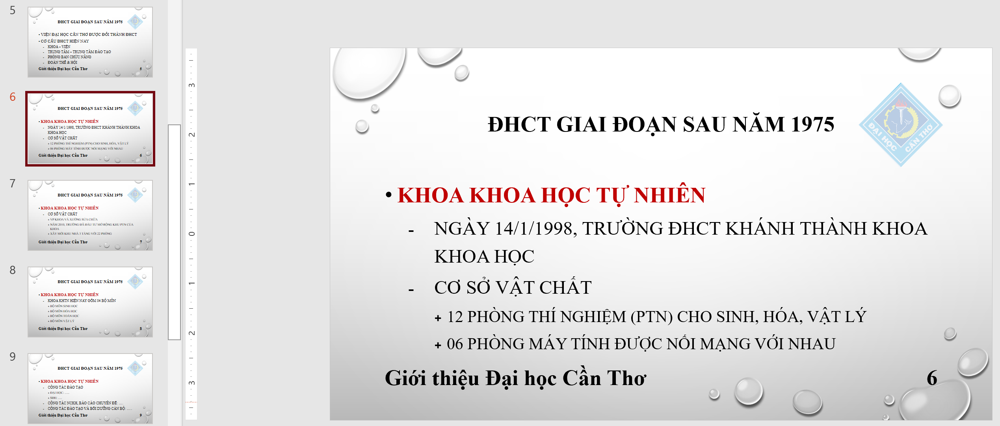 5
ĐHCT GIAI ĐOẠN SAU NĂM 1975
• VIỆN ĐẠI HỌC CẦN THƠ ĐƯỢC ĐỔI THÀNH ĐHCT
• CƠ CẤU ĐHCT HIỆN NAY
- KHOA – VIỆN
- TRUNG TÂM – TRUNG TÂM ĐÀO TẠO
- PHÒNG BAN CHỨC NĂNG
- ĐOÀN THỂ & HỘI
Giới thiệu Đại học Cần Thơ 5
6
ĐHCT GIAI ĐOẠN SAU NĂM 1975
• KHOA KHOA HỌC TỰ NHIÊN
- NGÀY 14/1/1998, TRƯỜNG ĐHCT KHÁNH THÀNH KHOA
KHOA HỌC
- CƠ SỞ VẬT CHẤT
+ 12 PHÒNG THÍ NGHIỆM (PTN) CHO SINH, HÓA, VẬT LÝ
+ 06 PHÒNG MÁY TÍNH ĐƯỢC NỐI MẠNG VỚI NHAU
Giới thiệu Đại học Cần Thơ 6
7
ĐHCT GIAI ĐOẠN SAU NĂM 1975
• KHOA KHOA HỌC TỰ NHIÊN
- CƠ SỞ VẬT CHẤT
+ VP KHOA VÀ XƯỞNG SỬA CHỮA
+ NĂM 2010, TRƯỜNG ĐÃ ĐẦU TƯ MỞ RỘNG KHU PTN CỦA
KHOA
+ XÂY MỚI KHU NHÀ 3 TẦNG VỚI 22 PHÒNG
Giới thiệu Đại học Cần Thơ 7
8
ĐHCT GIAI ĐOẠN SAU NĂM 1975
• KHOA KHOA HỌC TỰ NHIÊN
- KHOA KHTN HIỆN NAY GỒM 04 BỘ MÔN
+ BỘ MÔN SINH HỌC
+ BỘ MÔN HÓA HỌC
+ BỘ MÔN TOÁN HỌC
+ BỘ MÔN VẬT LÝ
Giới thiệu Đại học Cần Thơ 8
9
ĐHCT GIAI ĐOẠN SAU NĂM 1975
• KHOA KHOA HỌC TỰ NHIÊN
- CÔNG TÁC ĐÀO TẠO
+ ĐẠI HỌC: .....
+ SĐH: ....
- CÔNG TÁC NCKH, BÁO CÁO CHUYÊN ĐỀ: ....
- CÔNG TÁC ĐÀO TẠO VÀ BỒI DƯỠNG CÁN BỘ: .....
Giới thiệu Đại học Cần Thơ 9
3
2
1
0
1
2
3
ĐHCT GIAI ĐOẠN SAU NĂM 1975
ĐẠI HỌC CẦN THƠ
• KHOA KHOA HỌC TỰ NHIÊN
- NGÀY 14/1/1998, TRƯỜNG ĐHCT KHÁNH THÀNH KHOA
KHOA HỌC
- CƠ SỞ VẬT CHẤT
+ 12 PHÒNG THÍ NGHIỆM (PTN) CHO SINH, HÓA, VẬT LÝ
+ 06 PHÒNG MÁY TÍNH ĐƯỢC NỐI MẠNG VỚI NHAU
Giới thiệu Đại học Cần Thơ 6